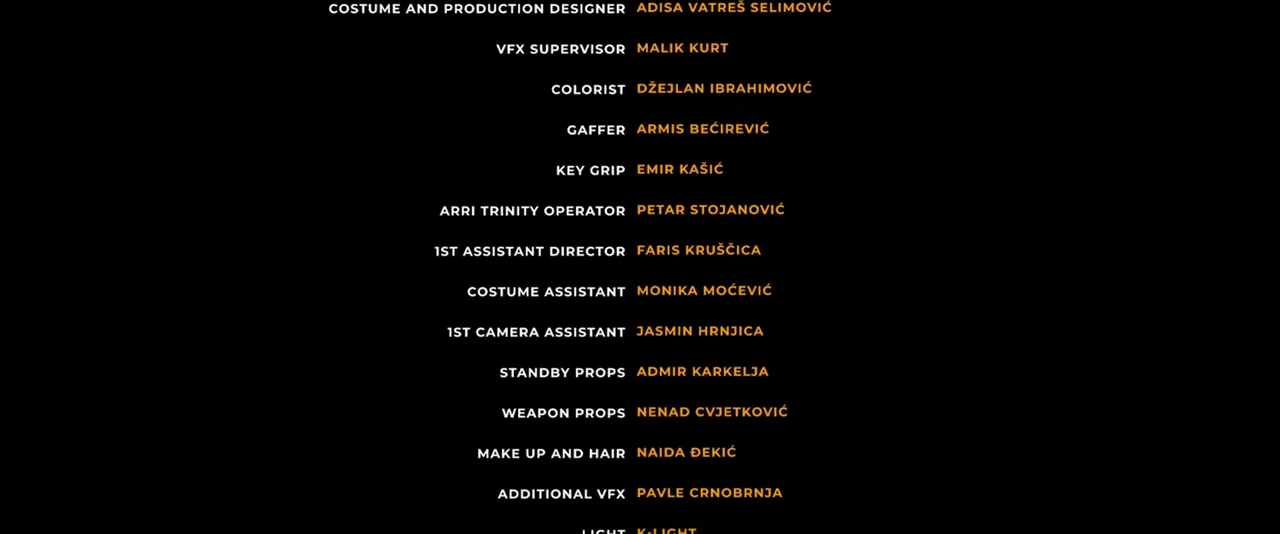 COSTUME AND PRODUCTION DESIGNER ADISA VATREŠ SELIMOVIĆ
VFX SUPERVISOR MALIK KURT
COLORIST DŽEJLAN IBRAHIMOVIĆ
GAFFER ARMIS BEĆIREVIĆ
KEY GRIP EMIR KAŠIĆ
ARRI TRINITY OPERATOR PETAR STOJANOVIĆ
1ST ASSISTANT DIRECTOR FARIS KRUŠČICA
COSTUME ASSISTANT MONIKA MOĆEVIĆ
1ST CAMERA ASSISTANT JASMIN HRNJICA
STANDBY PROPS ADMIR KARKELJA
WEAPON PROPS NENAD CVJETKOVIĆ
MAKE UP AND HAIR NAIDA ĐEKIĆ
ADDITIONAL VFX PAVLE CRNOBRNJA
LIGHT K-LIGHT